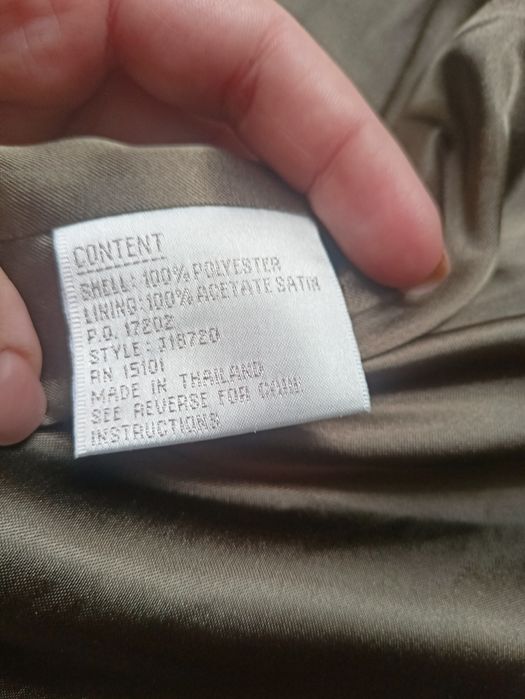 CONTENT
SHELL: 100% POLYESTER
LINING: 100% ACETATE SATIN
P.O. 17202
STYLE: J18720
RN 15101
MADE IN THAILAND
SEE REVERSE FOR CARE
INSTRUCTIONS